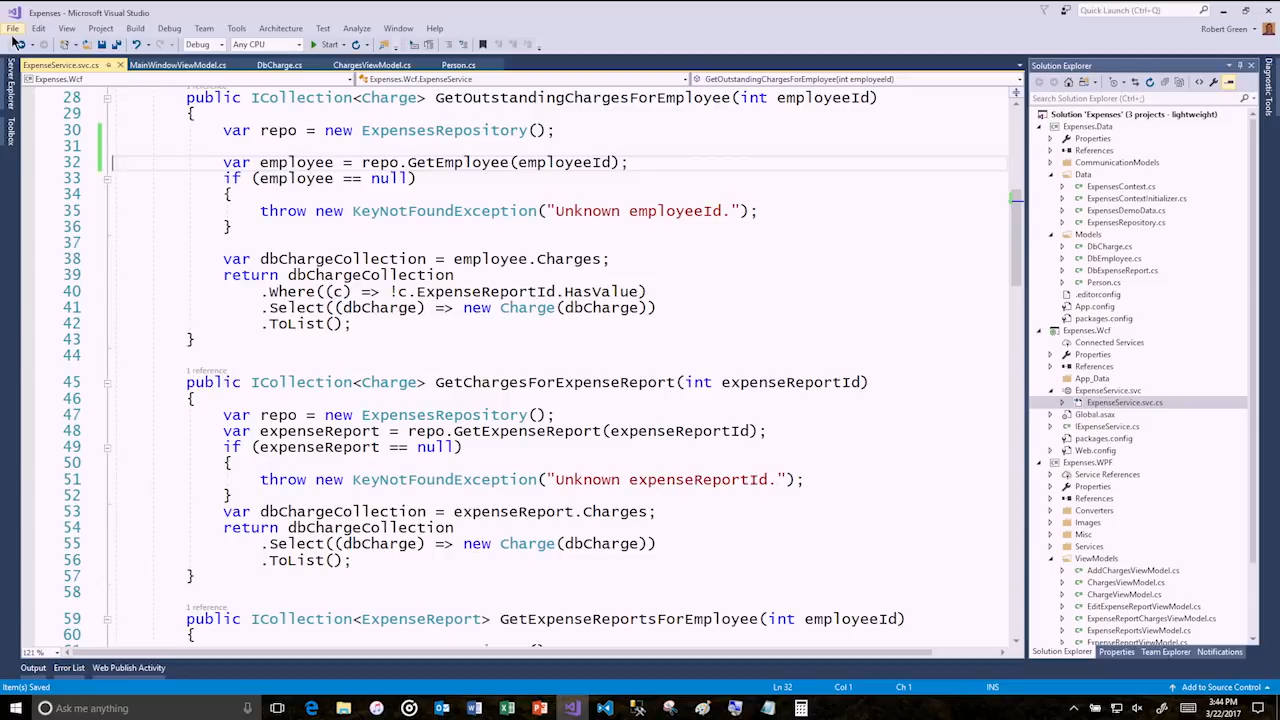 Expenses - Microsoft Visual Studio
Quick Launch (Ctrl+Q)
File Edit View Project Build Debug Team Tools Test Analyze Window Help
Robert Green
Debug Any CPU Start
ExpenseService.svc.cs MainWindowViewModel.cs DbCharge.cs ChargesViewModel.cs Person.cs
Expenses.Wcf Expenses.Wcf.ExpenseService GetOutstandingChargesForEmployee(int employeeId)
Server Explorer
Toolbox
28 public ICollection<Charge> GetOutstandingChargesForEmployee(int employeeId)
29 {
30 var repo = new ExpensesRepository();
31
32 var employee = repo.GetEmployee(employeeId);
33 if (employee == null)
34 {
35 throw new KeyNotFoundException("Unknown employeeId.");
36 }
37
38 var dbChargeCollection = employee.Charges;
39 return dbChargeCollection
40 .Where((c) => !c.ExpenseReportId.HasValue)
41 .Select((dbCharge) => new Charge(dbCharge))
42 .ToList();
43 }
44
1 reference
45 public ICollection<Charge> GetChargesForExpenseReport(int expenseReportId)
46 {
47 var repo = new ExpensesRepository();
48 var expenseReport = repo.GetExpenseReport(expenseReportId);
49 if (expenseReport == null)
50 {
51 throw new KeyNotFoundException("Unknown expenseReportId.");
52 }
53 var dbChargeCollection = expenseReport.Charges;
54 return dbChargeCollection
55 .Select((dbCharge) => new Charge(dbCharge))
56 .ToList();
57 }
58
1 reference
59 public ICollection<ExpenseReport> GetExpenseReportsForEmployee(int employeeId)
60 {
121 %
Solution Explorer
Search Solution Explorer (Ctrl+;)
Solution 'Expenses' (3 projects - lightweight)
Expenses.Data
Properties
References
CommunicationModels
Data
ExpensesContext.cs
ExpensesContextInitializer.cs
ExpensesDemoData.cs
ExpensesRepository.cs
Models
DbCharge.cs
DbEmployee.cs
DbExpenseReport.cs
Person.cs
.editorconfig
App.config
packages.config
Expenses.Wcf
Connected Services
Properties
References
App_Data
ExpenseService.svc
ExpenseService.svc.cs
Global.asax
IExpenseService.cs
packages.config
Web.config
Expenses.WPF
Service References
Properties
References
Converters
Images
Misc
Services
ViewModels
AddChargesViewModel.cs
ChargesViewModel.cs
ChargeViewModel.cs
EditExpenseReportViewModel.cs
ExpenseReportChargesViewModel.cs
ExpenseReportsViewModel.cs
ExpenseReportViewModel.cs
Solution Explorer Properties Team Explorer Notifications
Diagnostic Tools
Output Error List Web Publish Activity
Item(s) Saved Ln 32 Col 1 Ch 1 INS Add to Source Control
Ask me anything
3:44 PM
3/22/2017